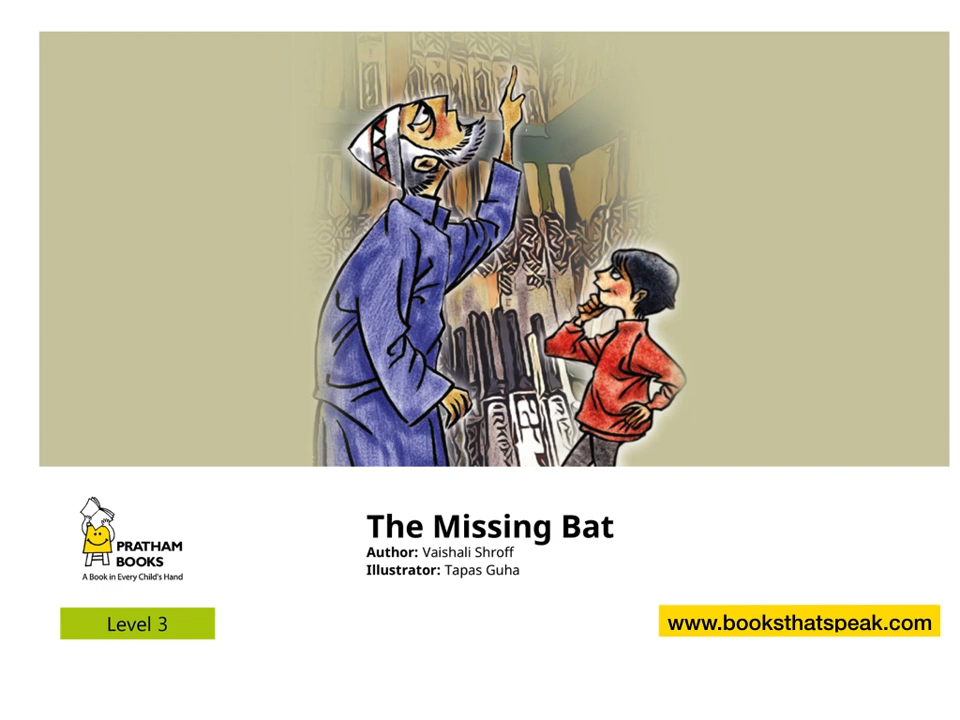 PRATHAM
BOOKS
A Book in Every Child's Hand
The Missing Bat
Author: Vaishali Shroff
Illustrator: Tapas Guha
Level 3
www.booksthatspeak.com